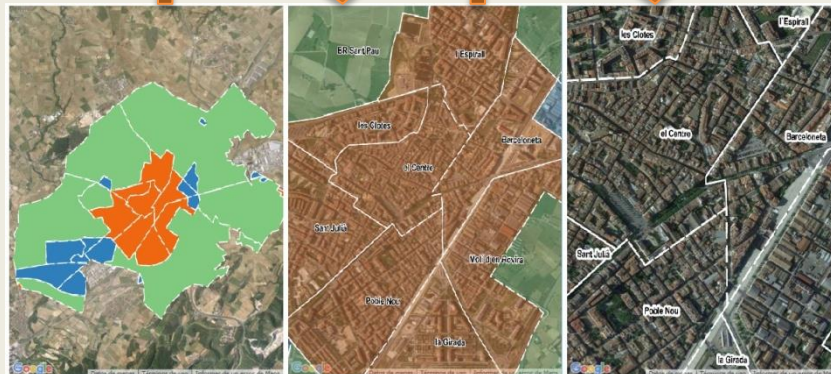 Google
ER Sant Pau
l'Espirall
les Clotes
Barceloneta
el Centre
Sant Julià
Molí d'en Rovira
Poble Nou
la Girada
Google
l'Espirall
les Clotes
el Centre
Barceloneta
Sant Julià
Poble Nou
la Girada
Google